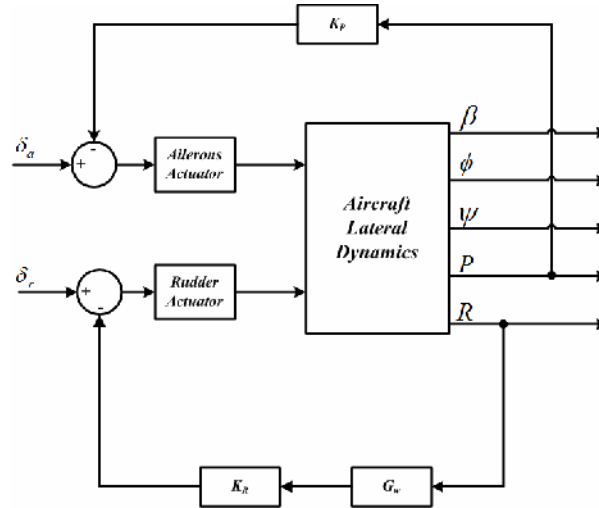 K_P
β
δ_a
-
+
Ailerons
Actuator
ϕ
Aircraft
Lateral
Dynamics
ψ
δ_r
+
-
Rudder
Actuator
P
R
K_R
G_w